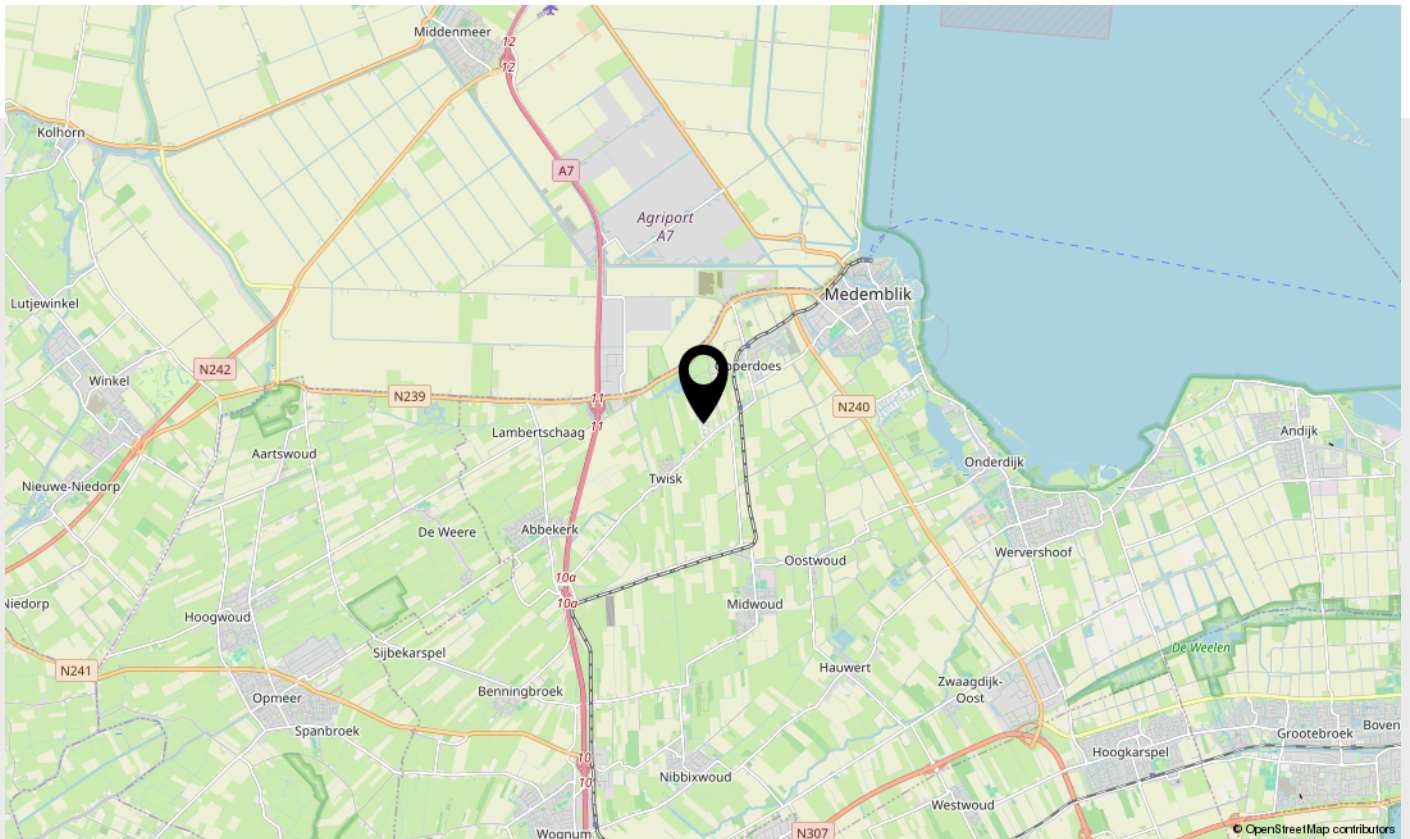 Middenmeer
12
12
Kolhorn
A7
Agriport
A7
Medemblik
Lutjewinkel
N242
Winkel
N239
11
11
Lambertschaag
N240
Andijk
Aartswoud
Onderdijk
Nieuwe-Niedorp
Twisk
De Weere
Abbekerk
Wervershoof
Oostwoud
10a
10a
Midwoud
Niedorp
Hoogwoud
Sijbekarspel
De Weelen
N241
Hauwert
Zwaagdijk-
Oost
Opmeer
Benningbroek
Spanbroek
Grootebroek
Boven
Hoogkarspel
10
10
Nibbixwoud
Westwoud
Wognum
N307
© OpenStreetMap contributors